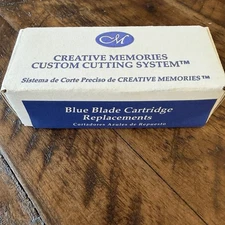 CM
CREATIVE MEMORIES
CUSTOM CUTTING SYSTEM™
Sistema de Corte Preciso de CREATIVE MEMORIES™
Blue Blade Cartridge
Replacements
Cortadores Azules de Repuesto